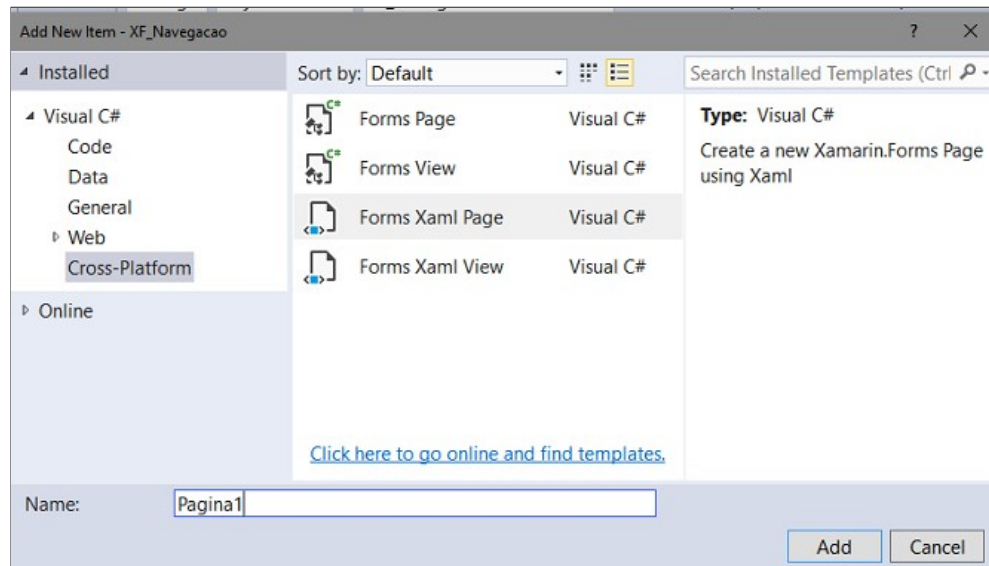 Add New Item - XF_Navegacao
?
Installed
Sort by: Default
Search Installed Templates (Ctrl
Visual C#
Code
Data
General
Web
Cross-Platform
Online
C#
Forms Page
Visual C#
C#
Forms View
Visual C#
Forms Xaml Page
Visual C#
Forms Xaml View
Visual C#
Click here to go online and find templates.
Type: Visual C#
Create a new Xamarin.Forms Page
using Xaml
Name:
Pagina1
Add
Cancel